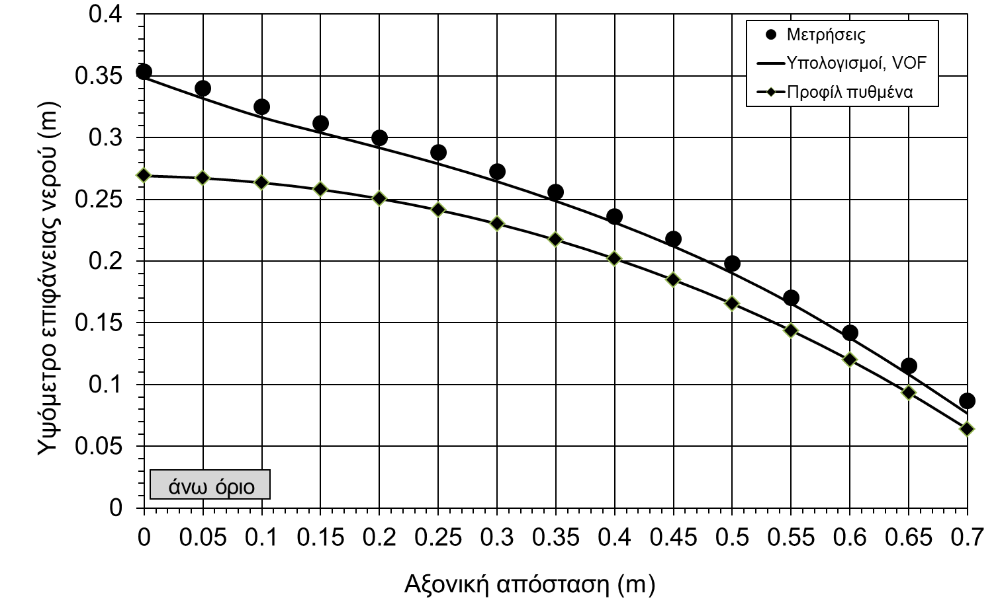 0.4
0.35
0.3
0.25
0.2
0.15
0.1
0.05
0
Υψόμετρο επιφάνειας νερού (m)
Μετρήσεις
Υπολογισμοί, VOF
Προφίλ πυθμένα
άνω όριο
0 0.05 0.1 0.15 0.2 0.25 0.3 0.35 0.4 0.45 0.5 0.55 0.6 0.65 0.7
Αξονική απόσταση (m)